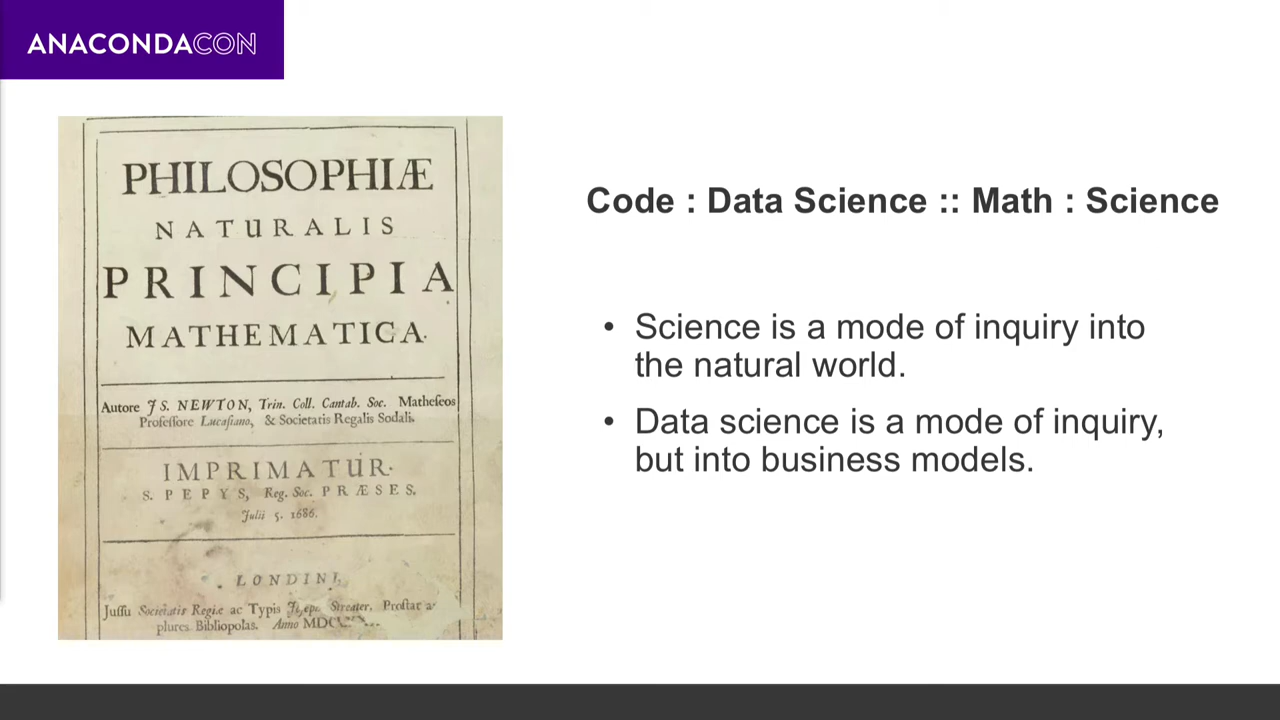 ANACONDACON
PHILOSOPHIÆ
NATURALIS
PRINCIPIA
MATHEMATICA.
Autore JS. NEWTON, Trin. Coll. Cantab. Soc. Matheſeos
Profeſſore Lucaſiano, & Societatis Regalis Sodali.
IMPRIMATUR.
S. PEPYS, Reg. Soc. PRÆSES.
Julii 5. 1686.
LONDINI,
Juſſu Societatis Regiæ ac Typis Streater. Proſtat
plures Bibliopolas. Anno
Code : Data Science :: Math : Science
• Science is a mode of inquiry into
the natural world.
• Data science is a mode of inquiry,
but into business models.